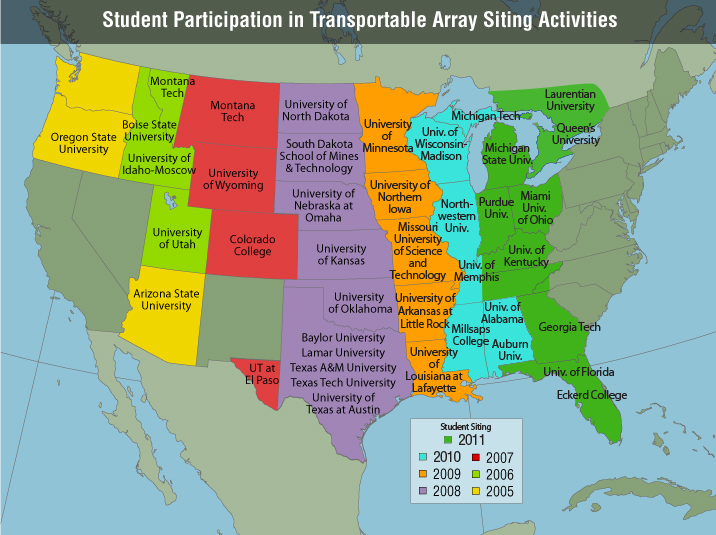 Student Participation in Transportable Array Siting Activities
Montana
Tech
Boise State
University
University of
Idaho-Moscow
Oregon State
University
Montana
Tech
University
of Wyoming
University
of Utah
Colorado
College
Arizona State
University
UT at
El Paso
University of
North Dakota
South Dakota
School of Mines
& Technology
University of
Nebraska at
Omaha
University
of Kansas
University
of Oklahoma
Baylor University
Lamar University
Texas A&M University
Texas Tech University
University of
Texas at Austin
University
of
Minnesota
University
of Northern
Iowa
Missouri
University
of Science
and
Technology
University of
Arkansas at
Little Rock
University
of
Louisiana at
Lafayette
Michigan Tech
Univ. of
Wisconsin-
Madison
North-
western
Univ.
Univ. of
Memphis
Millsaps
College
Univ. of
Alabama
Auburn
Univ.
Laurentian
University
Queen's
University
Michigan
State Univ.
Purdue
Univ.
Miami
Univ.
of Ohio
Univ. of
Kentucky
Georgia Tech
Univ. of Florida
Eckerd College
Student Siting
2011
2010 2007
2009 2006
2008 2005